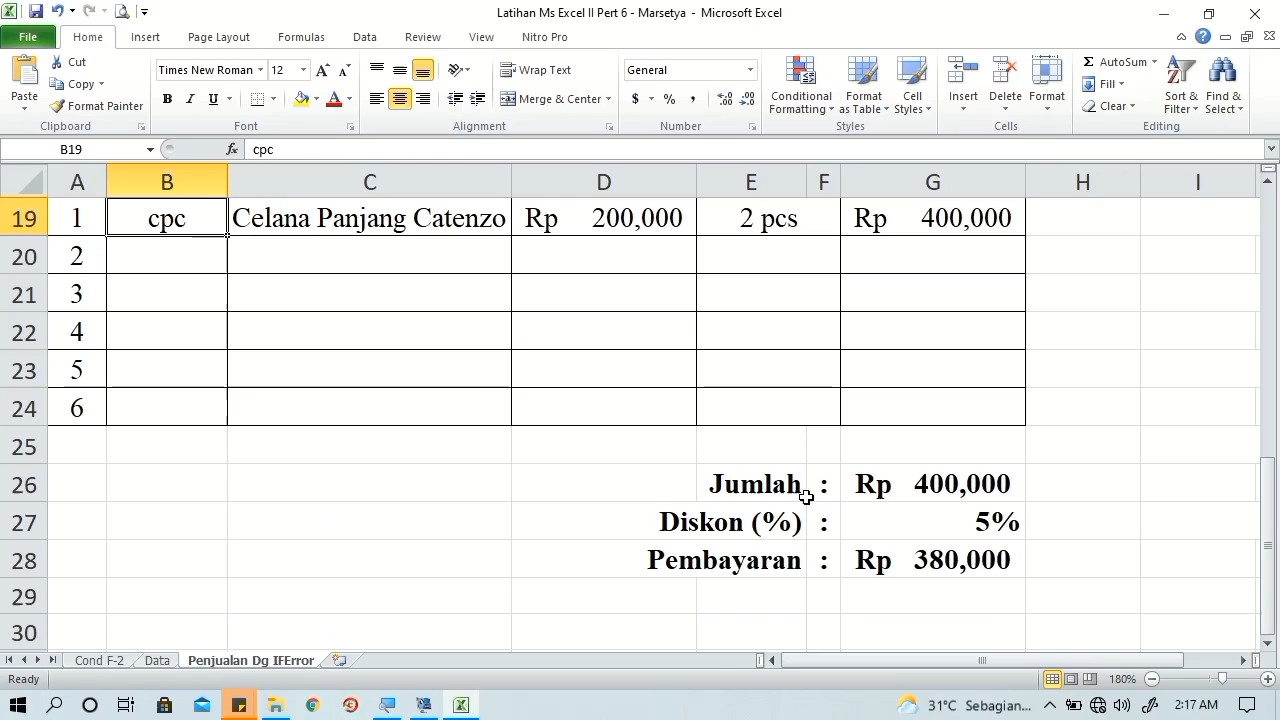 Latihan Ms Excel II Pert 6 - Marsetya - Microsoft Excel
File Home Insert Page Layout Formulas Data Review View Nitro Pro
Cut Times New Roman 12 Wrap Text General AutoSum
Paste Copy Conditional Formatting Format as Table Cell Styles Insert Delete Format Fill Sort & Filter Find & Select
Format Painter B I U A Merge & Center $ % , Clear
Clipboard Font Alignment Number Styles Cells Editing
B19 fx cpc
A B C D E F G H I
19 1 cpc Celana Panjang Catenzo Rp 200,000 2 pcs Rp 400,000
20 2
21 3
22 4
23 5
24 6
25
26 Jumlah : Rp 400,000
27 Diskon (%) : 5%
28 Pembayaran : Rp 380,000
29
30
Cond F-2 Data Penjualan Dg IFError
Ready 180%
31°C Sebagian... 2:17 AM